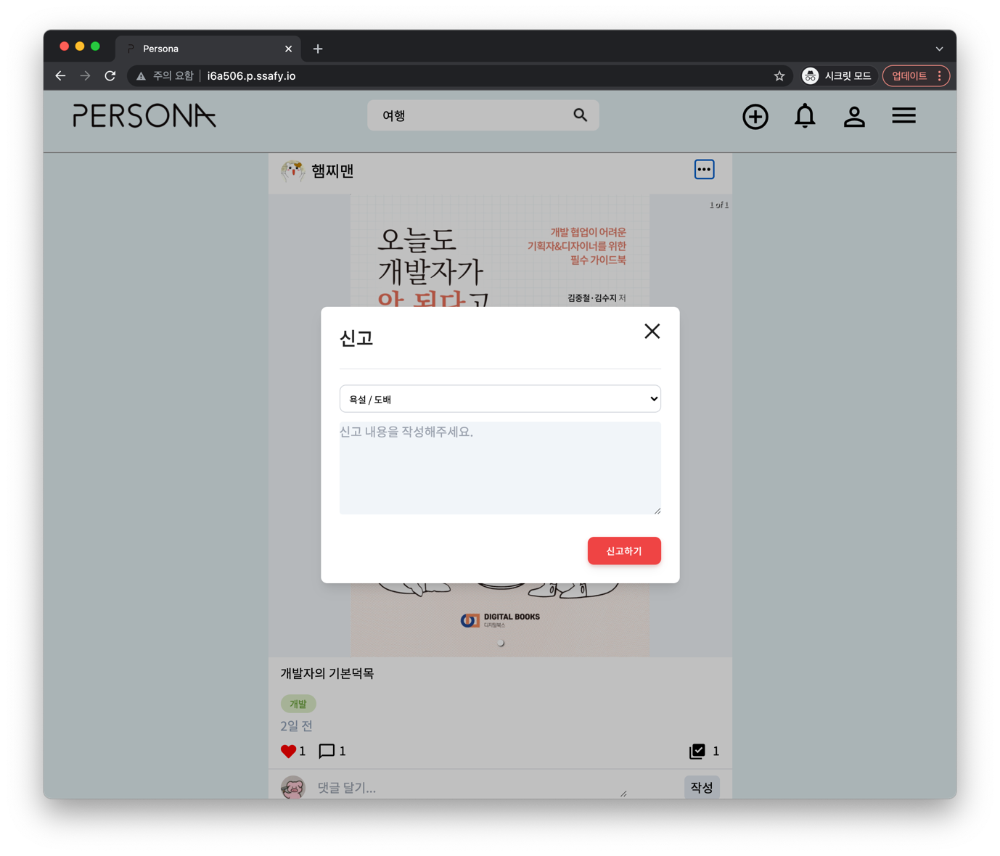 Persona
주의 요함
i6a506.p.ssafy.io
시크릿 모드
업데이트
PERSONA
여행
햄찌맨
1 of 1
오늘도
개발자가
안 된다고
개발 협업이 어려운
기획자&디자이너를 위한
필수 가이드북
김중철·김수지 저
신고
욕설 / 도배
신고 내용을 작성해주세요.
신고하기
DIGITAL BOOKS
디지털북스
개발자의 기본덕목
개발
2일 전
1
1
1
댓글 달기...
작성